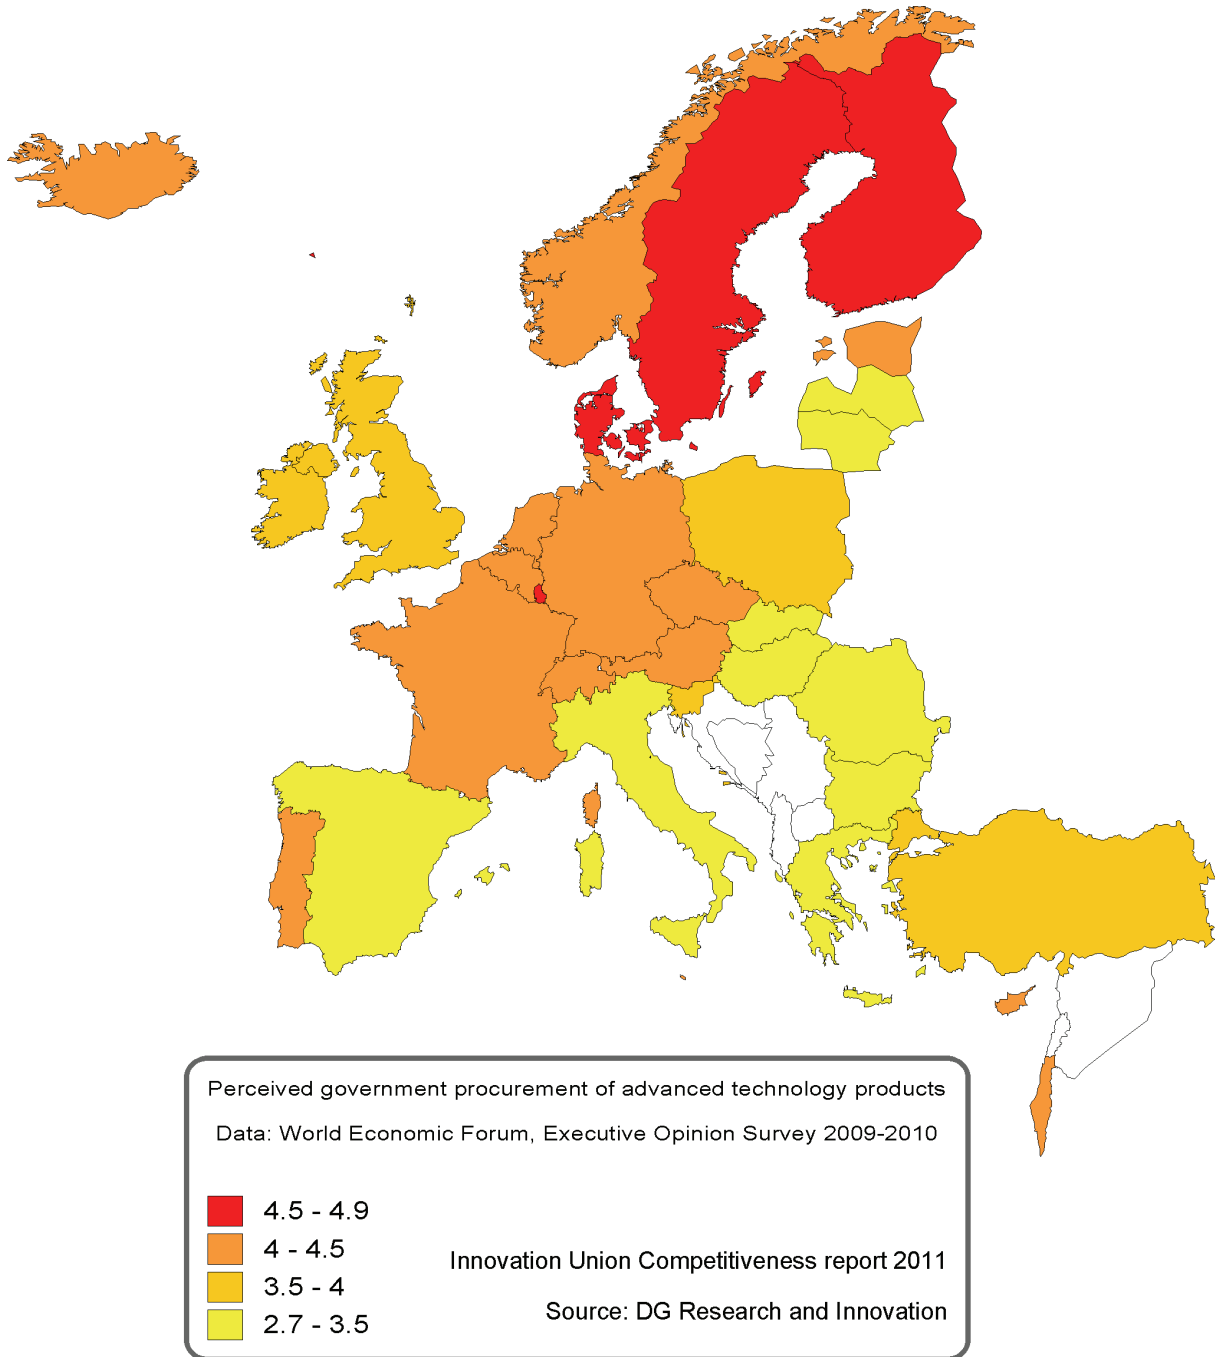 Perceived government procurement of advanced technology products
Data: World Economic Forum, Executive Opinion Survey 2009-2010
4.5 - 4.9
4 - 4.5
3.5 - 4
2.7 - 3.5
Innovation Union Competitiveness report 2011
Source: DG Research and Innovation